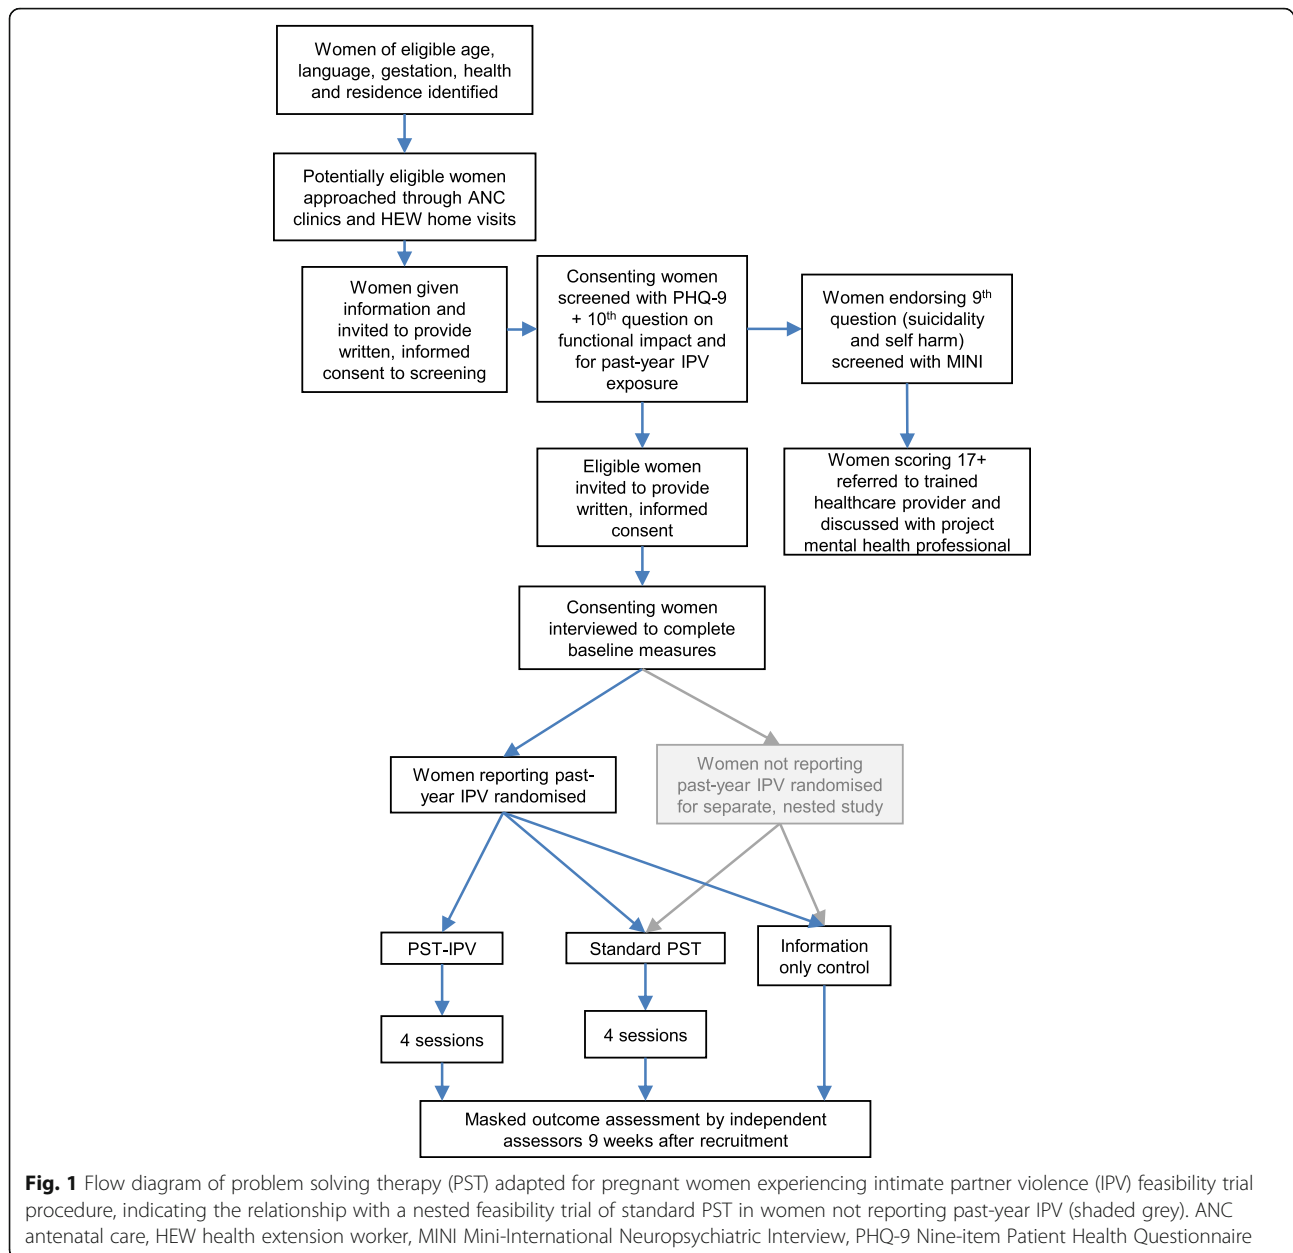 Women of eligible age,
language, gestation, health
and residence identified
Potentially eligible women
approached through ANC
clinics and HEW home visits
Women given
information and
invited to provide
written, informed
consent to screening
Consenting women
screened with PHQ-9
+ 10th question on
functional impact and
for past-year IPV
exposure
Women endorsing 9th
question (suicidality
and self harm)
screened with MINI
Eligible women
invited to provide
written, informed
consent
Women scoring 17+
referred to trained
healthcare provider and
discussed with project
mental health professional
Consenting women
interviewed to complete
baseline measures
Women reporting past-
year IPV randomised
Women not reporting
past-year IPV randomised
for separate, nested study
PST-IPV
Standard PST
Information
only control
4 sessions
4 sessions
Masked outcome assessment by independent
assessors 9 weeks after recruitment
Fig. 1 Flow diagram of problem solving therapy (PST) adapted for pregnant women experiencing intimate partner violence (IPV) feasibility trial
procedure, indicating the relationship with a nested feasibility trial of standard PST in women not reporting past-year IPV (shaded grey). ANC
antenatal care, HEW health extension worker, MINI Mini-International Neuropsychiatric Interview, PHQ-9 Nine-item Patient Health Questionnaire